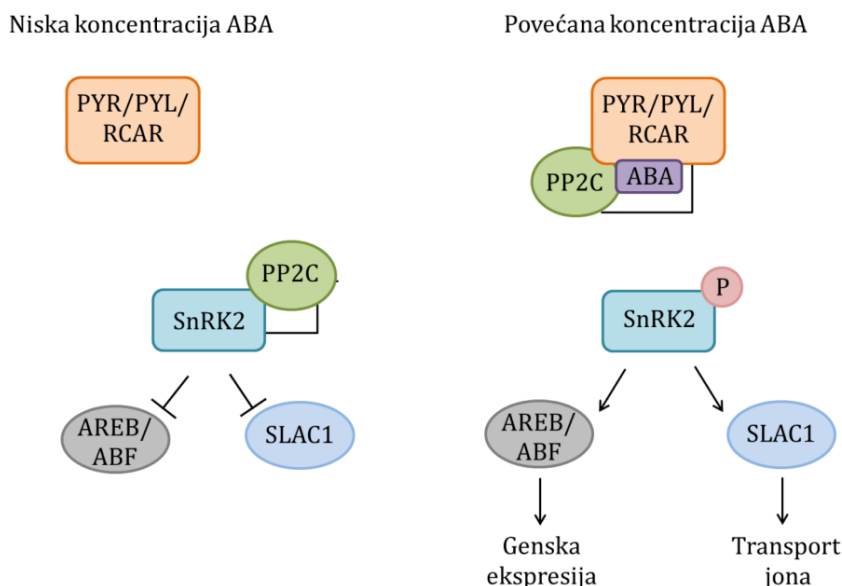 Niska koncentracija ABA
PYR/PYL/
RCAR
PP2C
SnRK2
AREB/
ABF
SLAC1
Povećana koncentracija ABA
PYR/PYL/
RCAR
PP2C
ABA
P
SnRK2
AREB/
ABF
SLAC1
Genska
ekspresija
Transport
jona